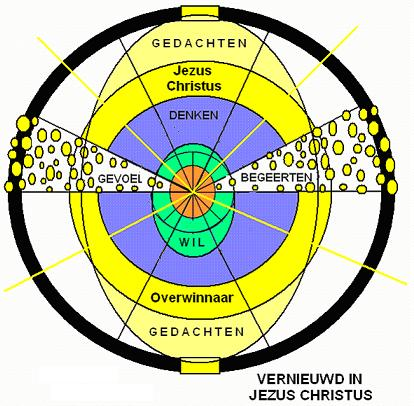 GEDACHTEN
Jezus
Christus
DENKEN
GEVOEL
BEGEERTEN
WIL
Overwinnaar
GEDACHTEN
VERNIEUWD IN
JEZUS CHRISTUS